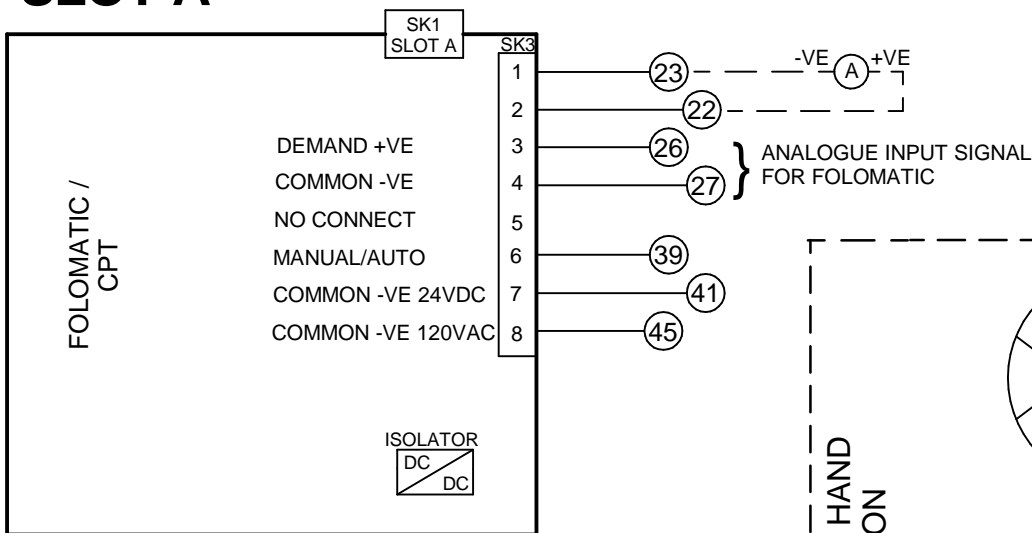 SLOT A
SK1
SLOT A
SK3
1
23
-VE
A
+VE
2
22
DEMAND +VE
3
26
ANALOGUE INPUT SIGNAL
FOR FOLOMATIC
COMMON -VE
4
27
NO CONNECT
5
MANUAL/AUTO
6
39
COMMON -VE 24VDC
7
41
COMMON -VE 120VAC
8
45
FOLOMATIC /
CPT
ISOLATOR
DC
DC
HAND
ON